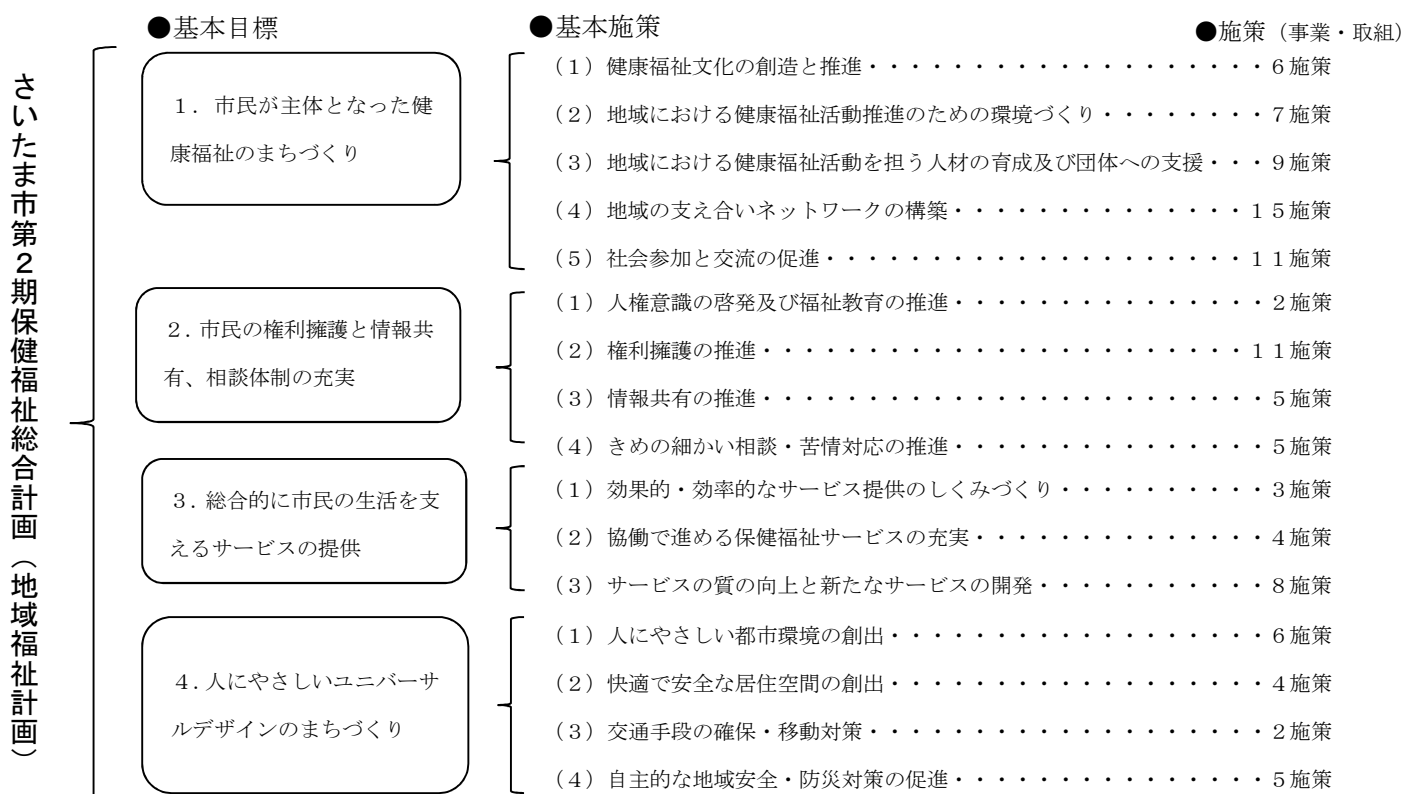 さいたま市第2期保健福祉総合計画（地域福祉計画）
●基本目標
●基本施策
●施策（事業・取組）
１．市民が主体となった健
康福祉のまちづくり
（１）健康福祉文化の創造と推進・・・・・・・・・・・・・・・・・・・６施策
（２）地域における健康福祉活動推進のための環境づくり・・・・・・・・７施策
（３）地域における健康福祉活動を担う人材の育成及び団体への支援・・・９施策
（４）地域の支え合いネットワークの構築・・・・・・・・・・・・・・１５施策
（５）社会参加と交流の促進・・・・・・・・・・・・・・・・・・・・１１施策
２．市民の権利擁護と情報共
有、相談体制の充実
（１）人権意識の啓発及び福祉教育の推進・・・・・・・・・・・・・・・２施策
（２）権利擁護の推進・・・・・・・・・・・・・・・・・・・・・・・１１施策
（３）情報共有の推進・・・・・・・・・・・・・・・・・・・・・・・・５施策
（４）きめの細かい相談・苦情対応の推進・・・・・・・・・・・・・・・５施策
３．総合的に市民の生活を支
えるサービスの提供
（１）効果的・効率的なサービス提供のしくみづくり・・・・・・・・・・３施策
（２）協働で進める保健福祉サービスの充実・・・・・・・・・・・・・・４施策
（３）サービスの質の向上と新たなサービスの開発・・・・・・・・・・・８施策
４．人にやさしいユニバーサ
ルデザインのまちづくり
（１）人にやさしい都市環境の創出・・・・・・・・・・・・・・・・・・６施策
（２）快適で安全な居住空間の創出・・・・・・・・・・・・・・・・・・４施策
（３）交通手段の確保・移動対策・・・・・・・・・・・・・・・・・・・２施策
（４）自主的な地域安全・防災対策の促進・・・・・・・・・・・・・・・５施策